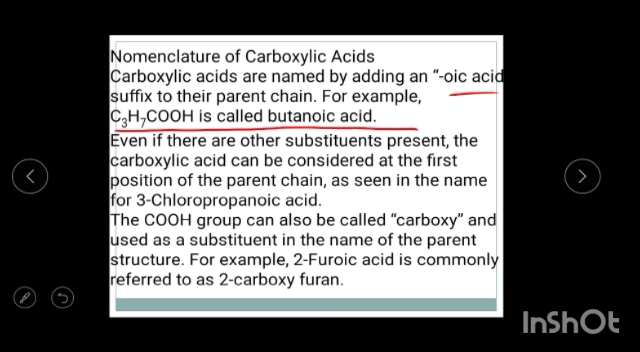 Nomenclature of Carboxylic Acids
Carboxylic acids are named by adding an “-oic acid
suffix to their parent chain. For example,
C₃H₇COOH is called butanoic acid.
Even if there are other substituents present, the
carboxylic acid can be considered at the first
position of the parent chain, as seen in the name
for 3-Chloropropanoic acid.
The COOH group can also be called “carboxy” and
used as a substituent in the name of the parent
structure. For example, 2-Furoic acid is commonly
referred to as 2-carboxy furan.
InShOt